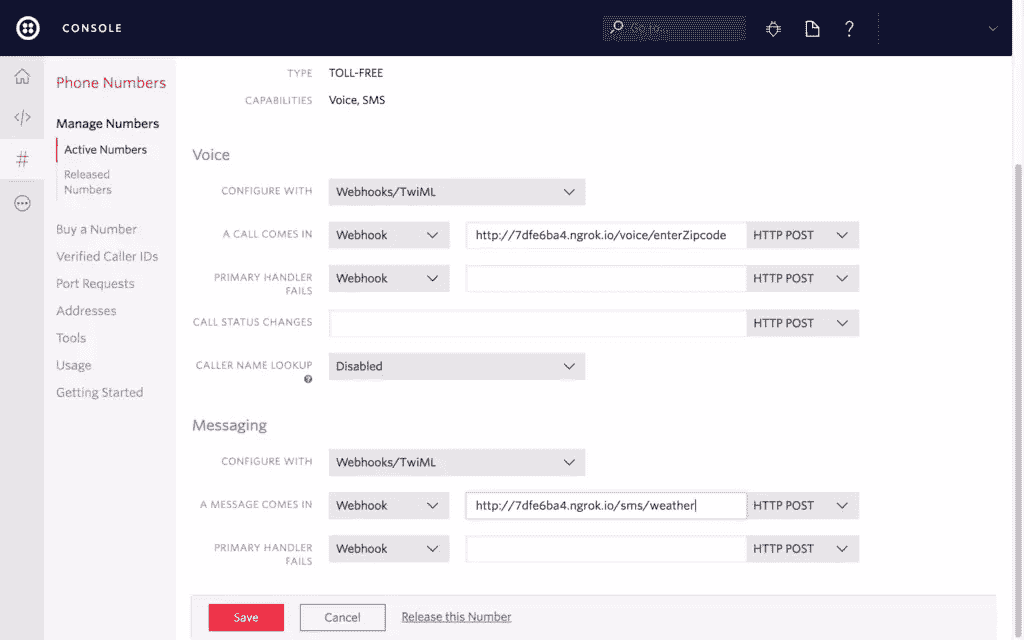 CONSOLE
Phone Numbers
Manage Numbers
Active Numbers
Released
Numbers
Buy a Number
Verified Caller IDs
Port Requests
Addresses
Tools
Usage
Getting Started
TYPE TOLL-FREE
CAPABILITIES Voice, SMS
Voice
CONFIGURE WITH Webhooks/TwiML
A CALL COMES IN Webhook http://7dfe6ba4.ngrok.io/voice/enterZipcode HTTP POST
PRIMARY HANDLER
FAILS Webhook HTTP POST
CALL STATUS CHANGES HTTP POST
CALLER NAME LOOKUP Disabled
Messaging
CONFIGURE WITH Webhooks/TwiML
A MESSAGE COMES IN Webhook http://7dfe6ba4.ngrok.io/sms/weather HTTP POST
PRIMARY HANDLER
FAILS Webhook HTTP POST
Save Cancel Release this Number